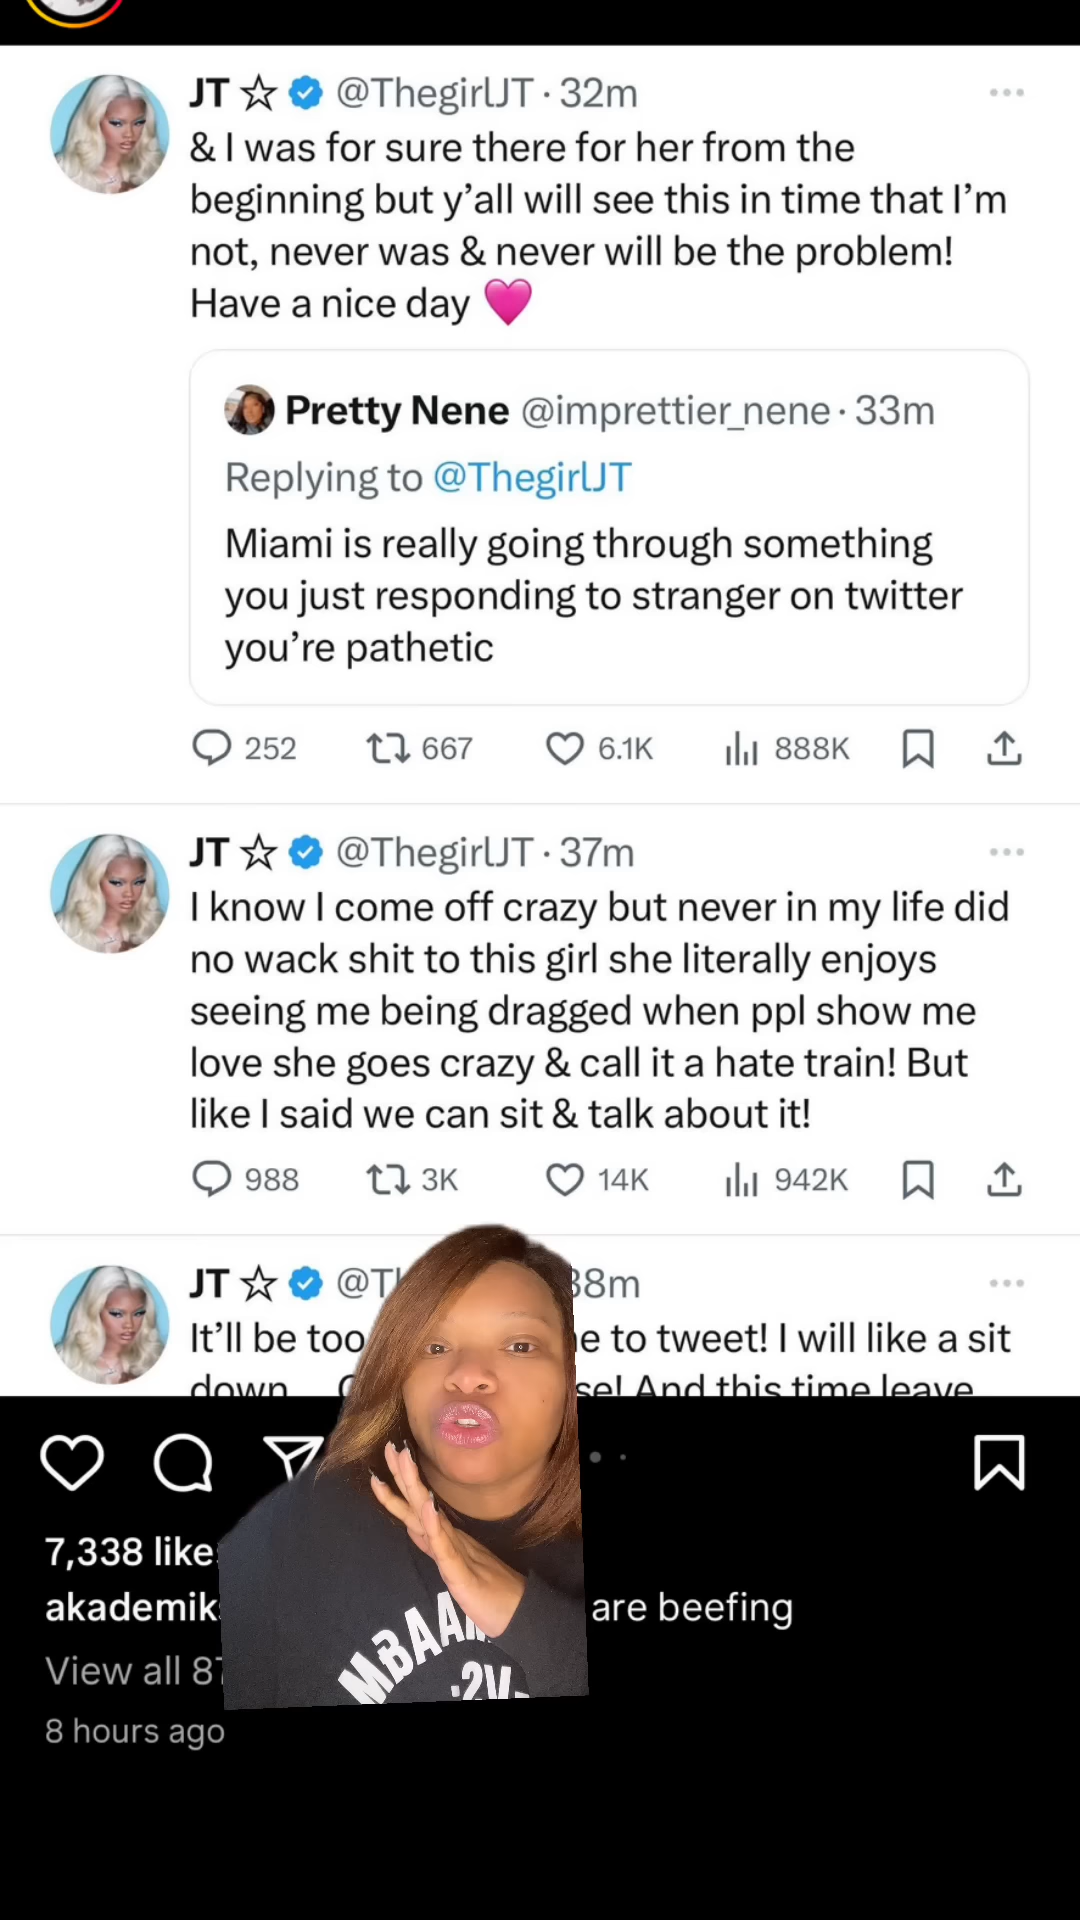 JT ☆ @ThegirlJT · 32m
& I was for sure there for her from the
beginning but y’all will see this in time that I’m
not, never was & never will be the problem!
Have a nice day 🩷
Pretty Nene @imprettier_nene · 33m
Replying to @ThegirlJT
Miami is really going through something
you just responding to stranger on twitter
you’re pathetic
252 667 6.1K 888K
JT ☆ @ThegirlJT · 37m
I know I come off crazy but never in my life did
no wack shit to this girl she literally enjoys
seeing me being dragged when ppl show me
love she goes crazy & call it a hate train! But
like I said we can sit & talk about it!
988 3K 14K 942K
JT ☆ 38m
It’ll be too to tweet! I will like a sit
down And this time leave
7,338
are beefing
View all
8 hours ago